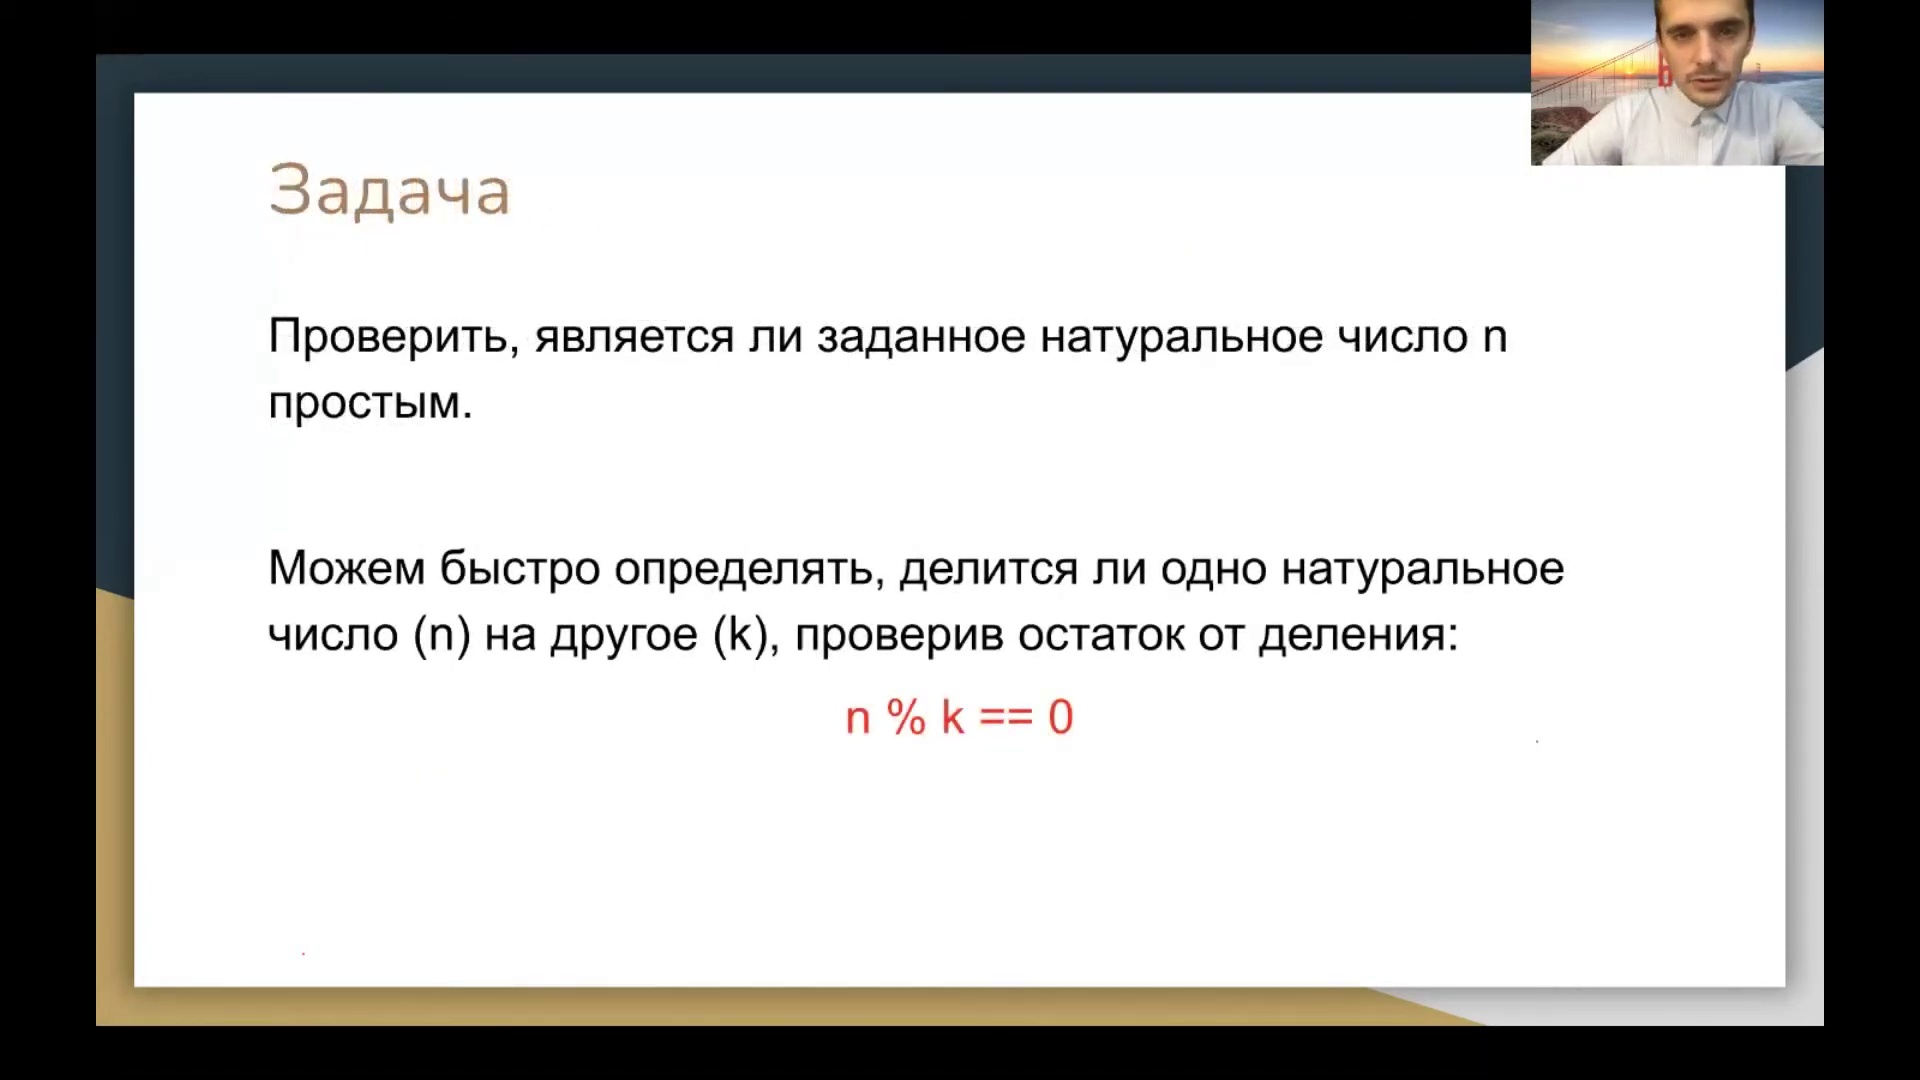 Задача
Проверить, является ли заданное натуральное число n
простым.
Можем быстро определять, делится ли одно натуральное
число (n) на другое (k), проверив остаток от деления:
n % k == 0